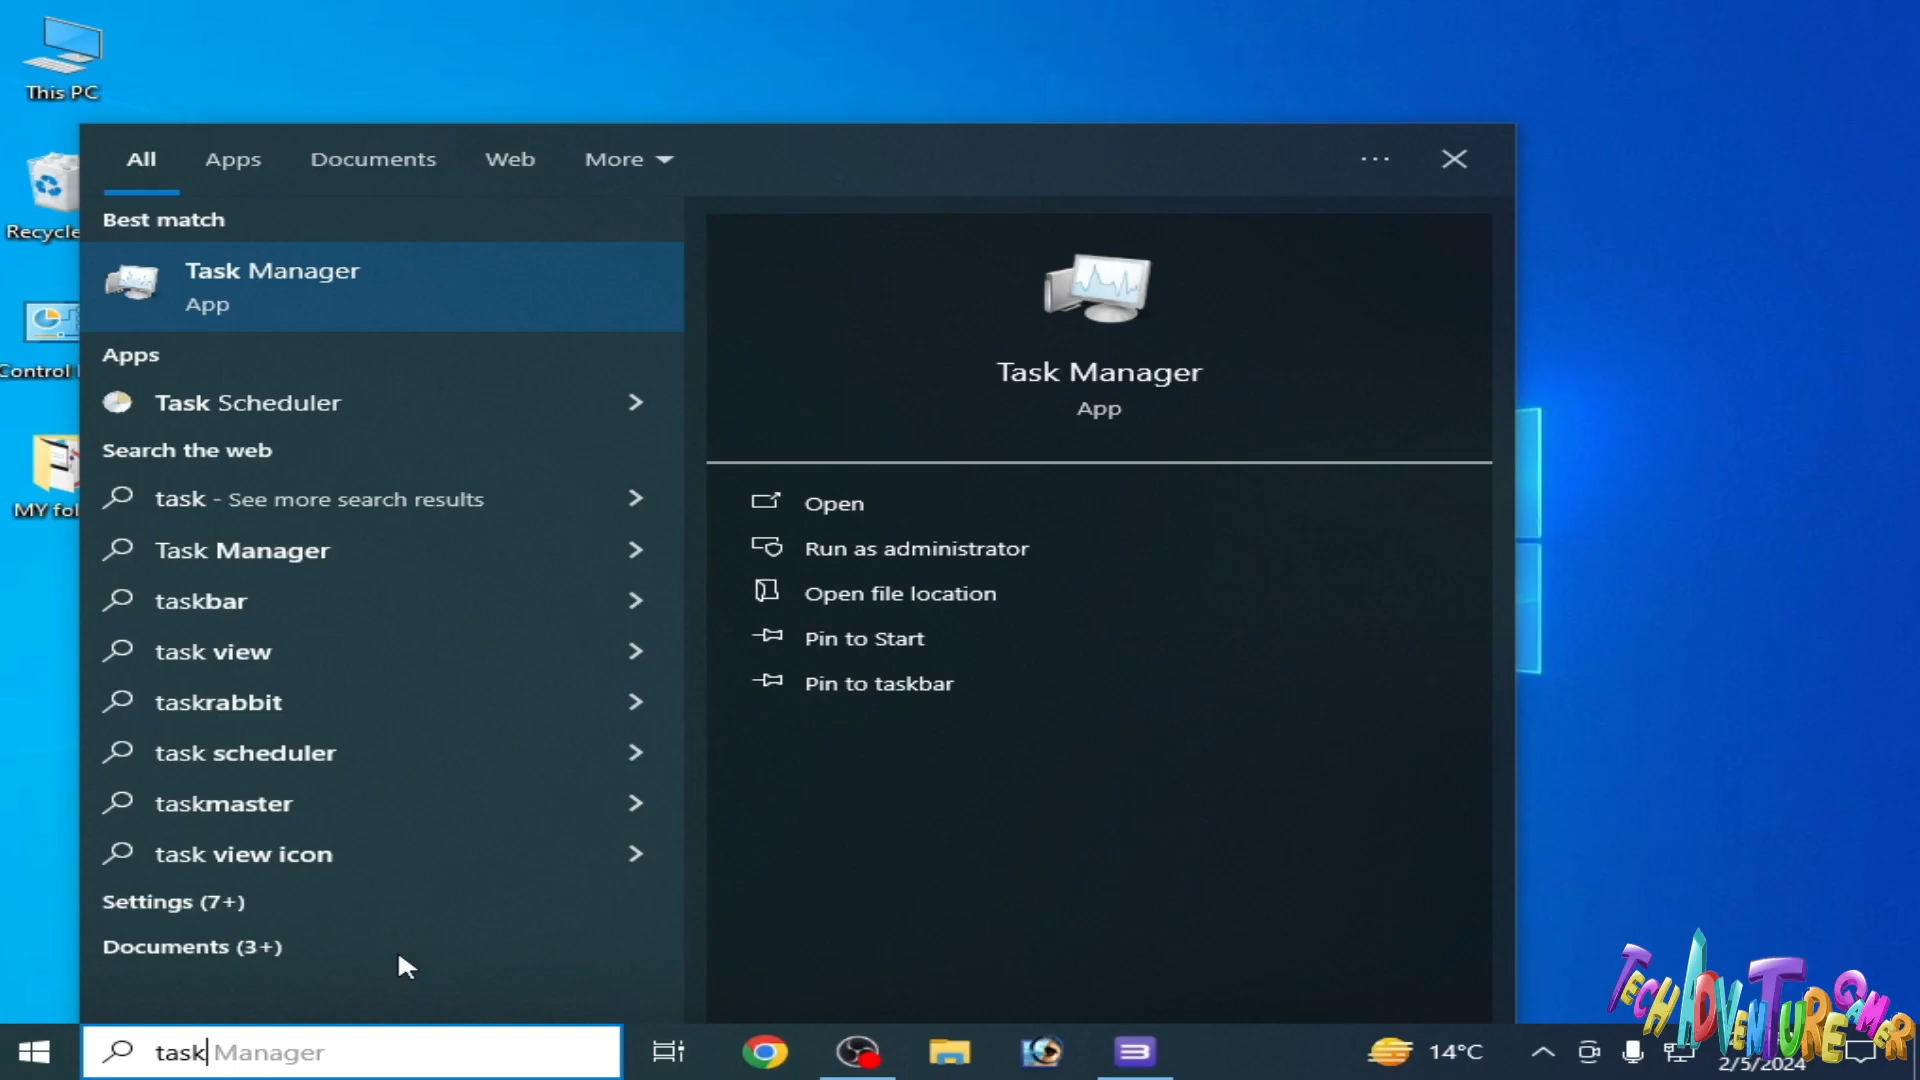 This PC
All Apps Documents Web More
Best match
Recycle
Task Manager
App
Task Manager
App
Apps
Control
Task Scheduler
Search the web
task - See more search results
Open
MY fol
Task Manager
Run as administrator
taskbar
Open file location
task view
Pin to Start
taskrabbit
Pin to taskbar
task scheduler
taskmaster
task view icon
Settings (7+)
Documents (3+)
TECH ADVENTURE GAMER
task Manager
14°C
2/5/2024